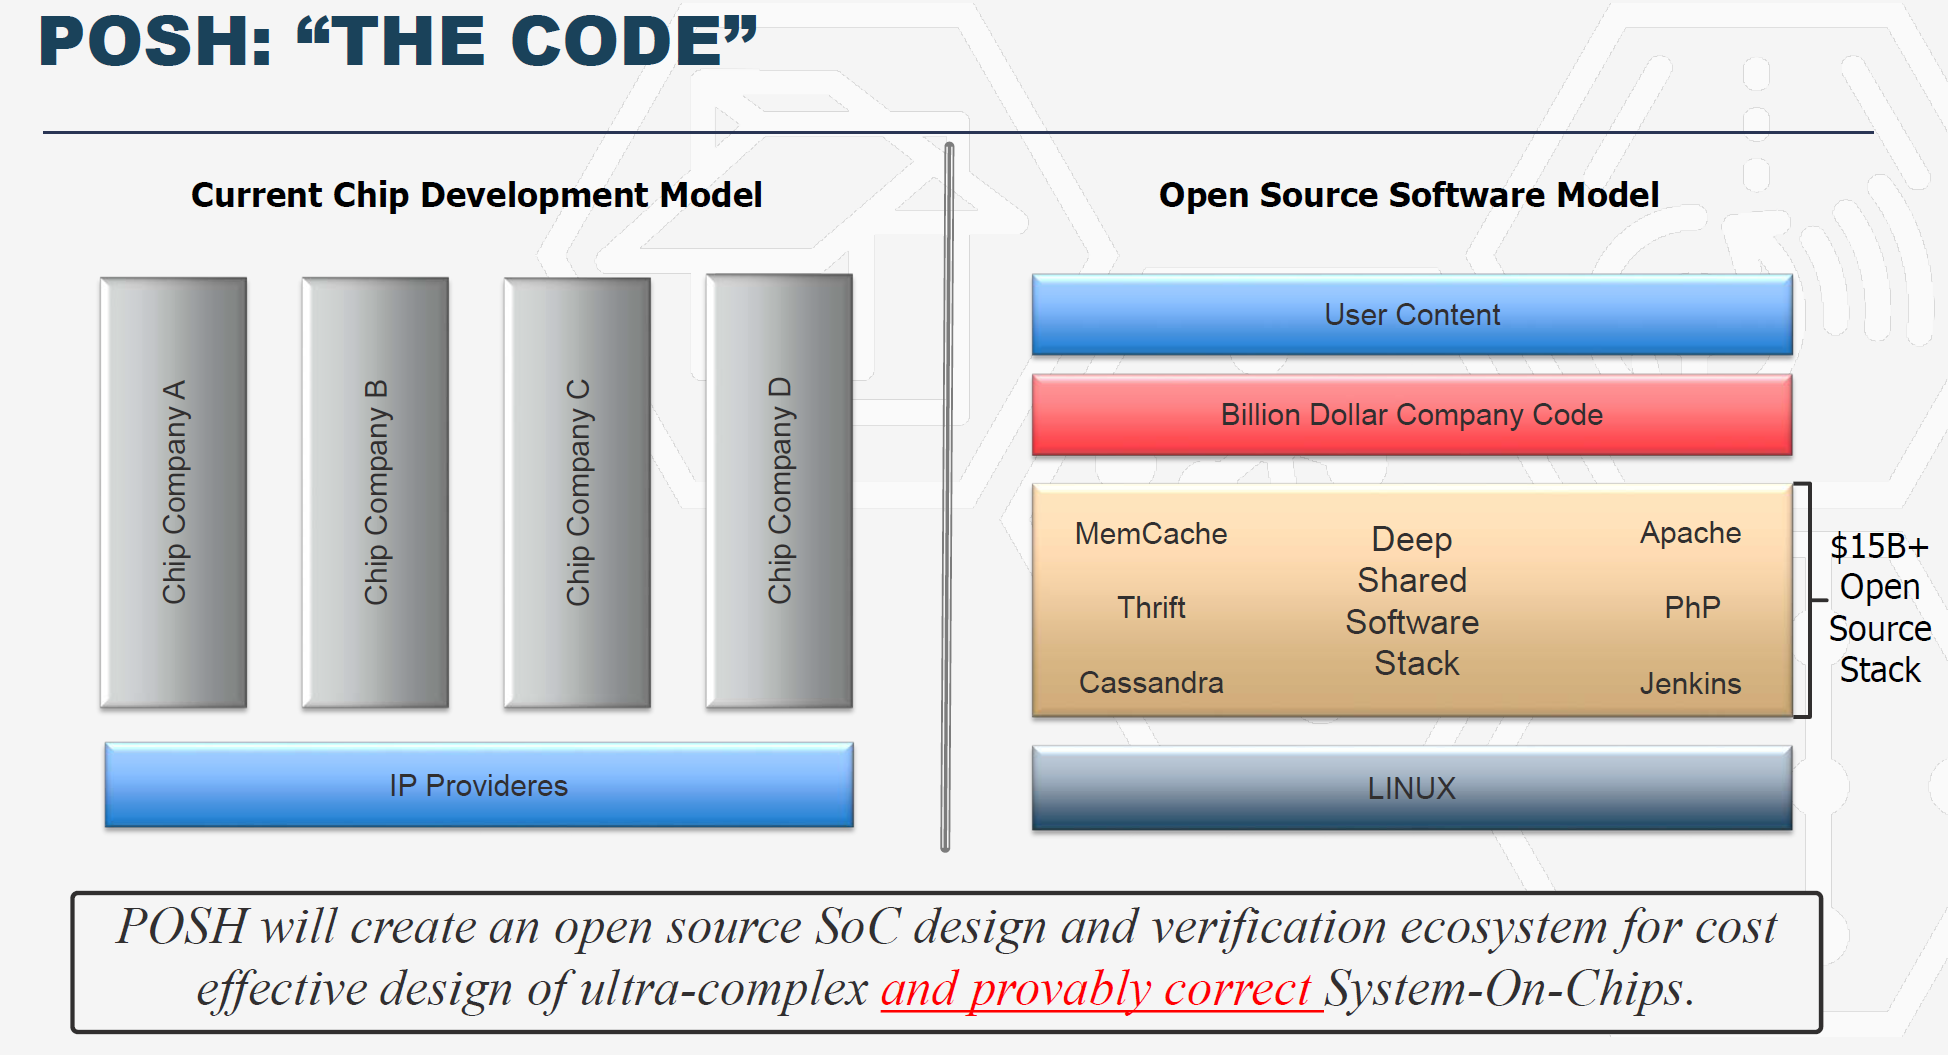 POSH: “THE CODE”
Current Chip Development Model
Chip Company A
Chip Company B
Chip Company C
Chip Company D
IP Provideres
Open Source Software Model
User Content
Billion Dollar Company Code
MemCache
Thrift
Cassandra
Deep
Shared
Software
Stack
Apache
PhP
Jenkins
$15B+
Open
Source
Stack
LINUX
POSH will create an open source SoC design and verification ecosystem for cost
effective design of ultra-complex and provably correct System-On-Chips.